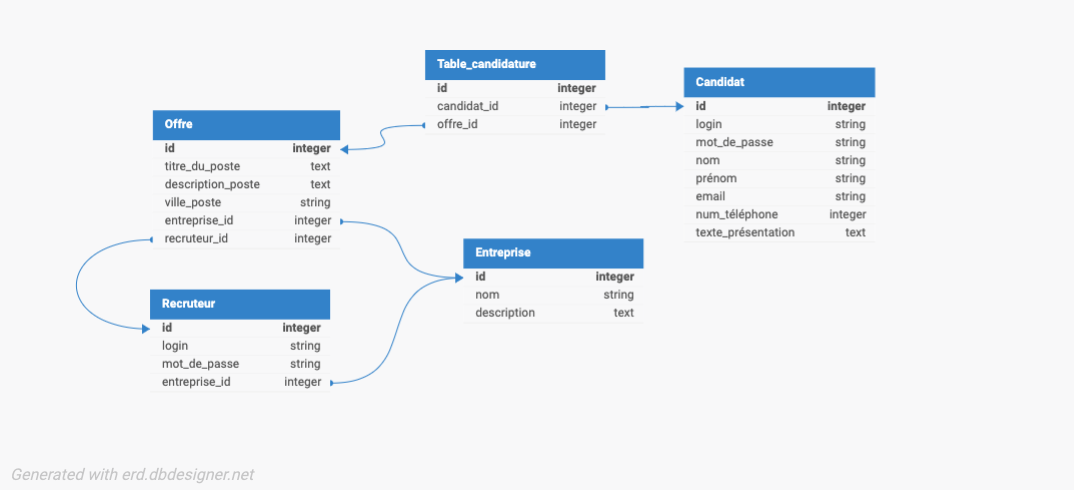 Table_candidature
id integer
candidat_id integer
offre_id integer
Candidat
id integer
login string
mot_de_passe string
nom string
prénom string
email string
num_téléphone integer
texte_présentation text
Offre
id integer
titre_du_poste text
description_poste text
ville_poste string
entreprise_id integer
recruteur_id integer
Entreprise
id integer
nom string
description text
Recruteur
id integer
login string
mot_de_passe string
entreprise_id integer
Generated with erd.dbdesigner.net